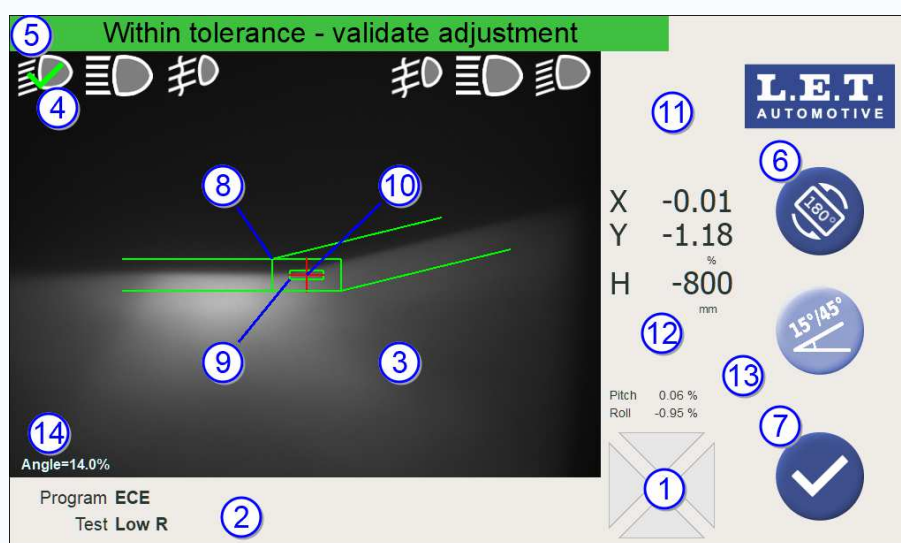 Within tolerance - validate adjustment
5
4
11
L.E.T.
AUTOMOTIVE
6
180°
8
10
X -0.01
Y -1.18
%
H -800
mm
15°/45°
9
3
12
13
Pitch 0.06 %
Roll -0.95 %
14
Angle=14.0%
7
1
Program ECE
Test Low R
2